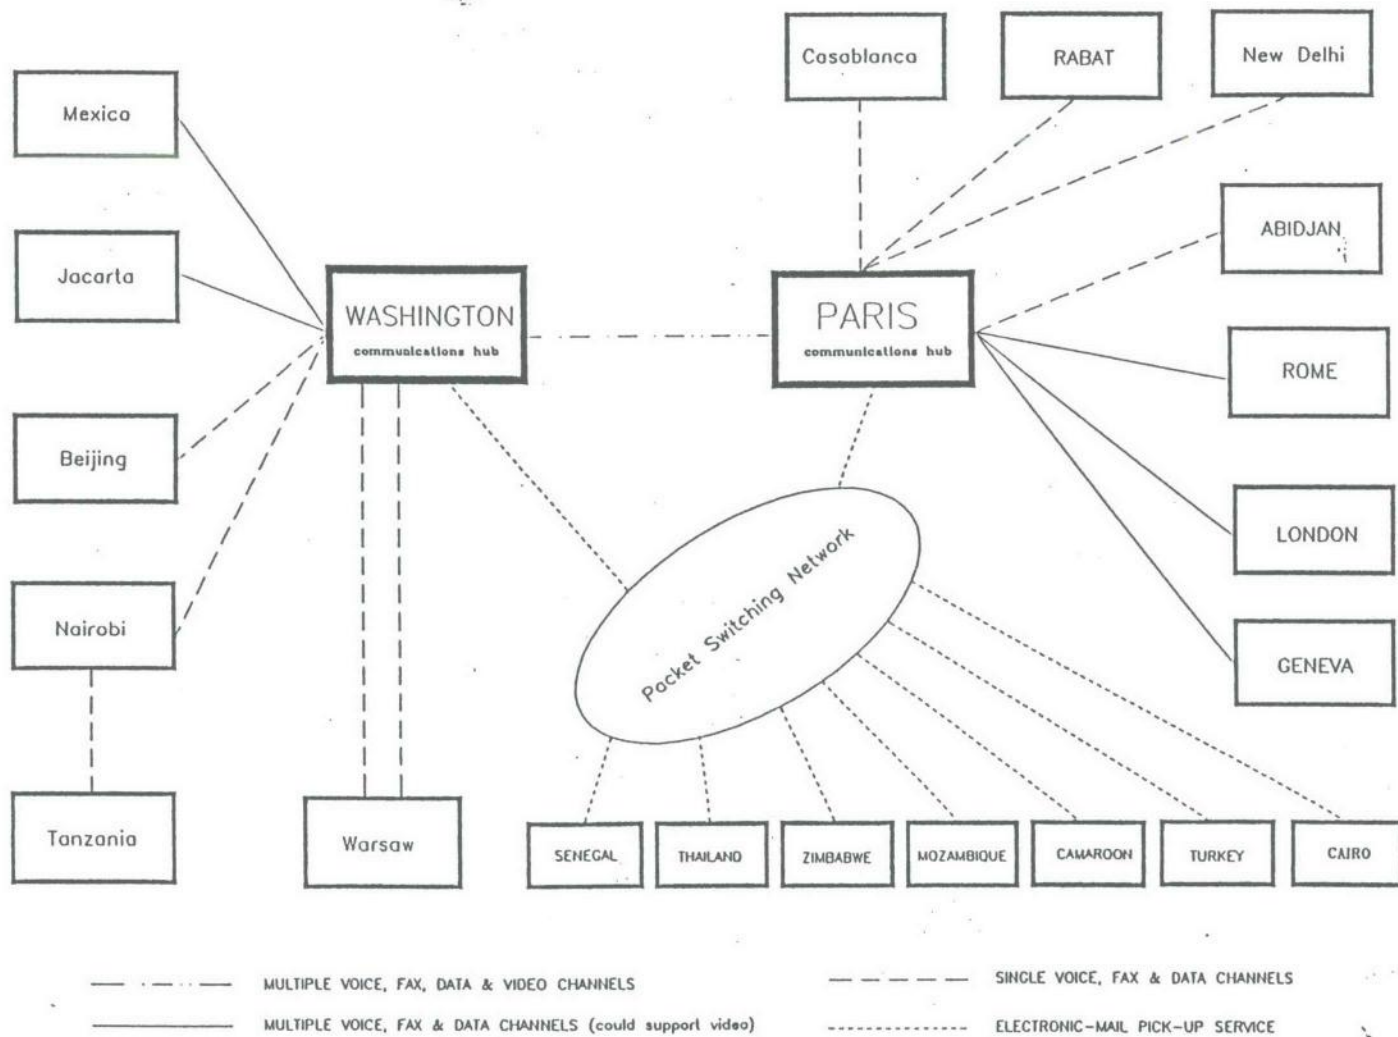 Casablanca
RABAT
New Delhi
Mexico
ABIDJAN
Jacarta
WASHINGTON
communications hub
PARIS
communications hub
ROME
Beijing
LONDON
Packet Switching Network
Nairobi
GENEVA
Tanzania
Warsaw
SENEGAL
THAILAND
ZIMBABWE
MOZAMBIQUE
CAMAROON
TURKEY
CAIRO
MULTIPLE VOICE, FAX, DATA & VIDEO CHANNELS
SINGLE VOICE, FAX & DATA CHANNELS
MULTIPLE VOICE, FAX & DATA CHANNELS (could support video)
ELECTRONIC-MAIL PICK-UP SERVICE